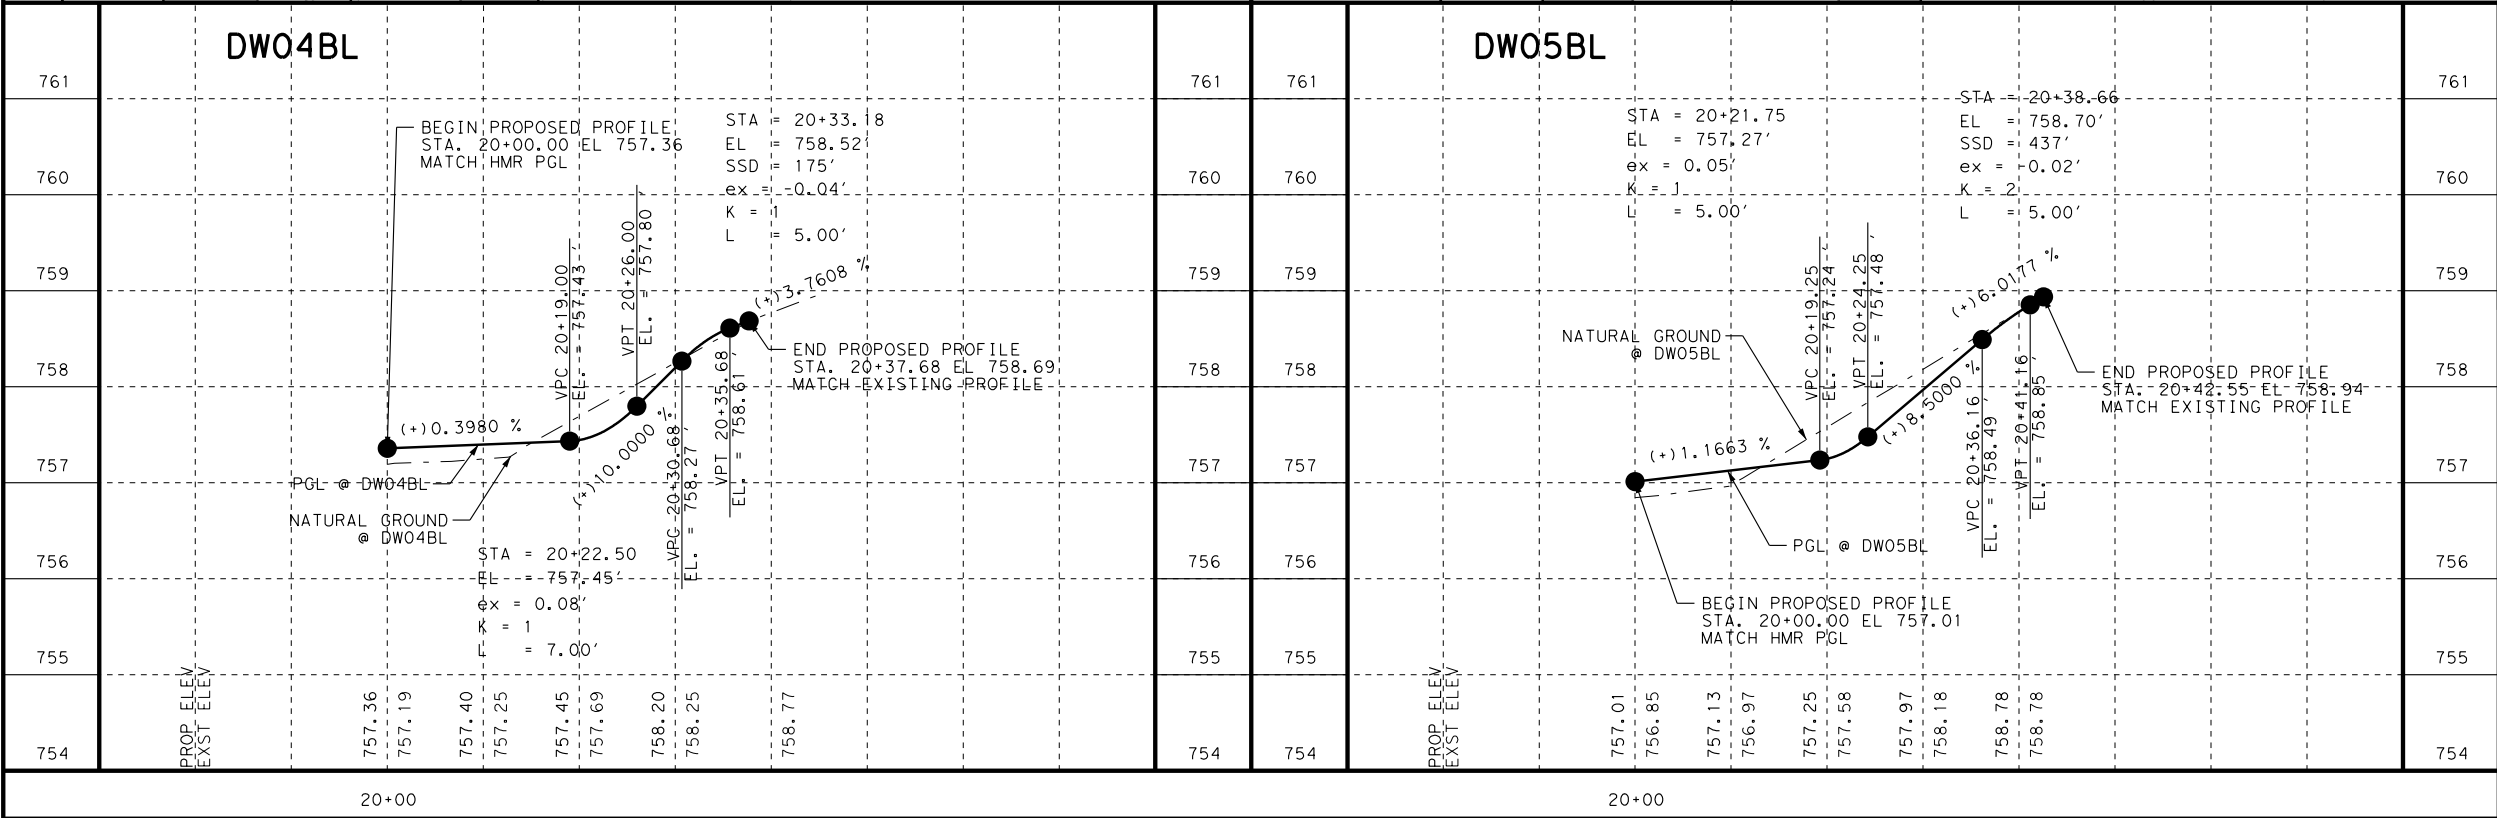 DW04BL
761
760
759
758
757
756
755
754
BEGIN PROPOSED PROFILE
STA. 20+00.00 EL 757.36
MATCH HMR PGL
STA = 20+33.18
EL = 758.52'
SSD = 175'
ex = -0.04'
K = 1
L = 5.00'
VPC 20+19.00
EL. = 757.43'
VPT 20+26.00
EL. = 757.80'
(+)3.7608 %
END PROPOSED PROFILE
STA. 20+37.68 EL 758.69
MATCH EXISTING PROFILE
(+)0.3980 %
(+)10.0000 %
VPC 20+30.68
EL. = 758.27'
VPT 20+35.68
EL. = 758.61'
PGL @ DW04BL
NATURAL GROUND
@ DW04BL
STA = 20+22.50
EL = 757.45'
ex = 0.08'
K = 1
L = 7.00'
PROP ELEV
EXST ELEV
757.36
757.19
757.40
757.25
757.45
757.69
758.20
758.25
758.77
20+00
761
760
759
758
757
756
755
754
DW05BL
761
760
759
758
757
756
755
754
STA = 20+21.75
EL = 757.27'
ex = 0.05'
K = 1
L = 5.00'
STA = 20+38.66
EL = 758.70'
SSD = 437'
ex = -0.02'
K = 2
L = 5.00'
VPC 20+19.25
EL. = 757.24'
VPT 20+24.25
EL. = 757.48'
(+)6.0177 %
NATURAL GROUND
@ DW05BL
END PROPOSED PROFILE
STA. 20+42.55 EL 758.94
MATCH EXISTING PROFILE
(+)1.1663 %
(+)8.5000 %
VPC 20+36.16
EL. = 758.49'
VPT 20+41.16
EL. = 758.85'
PGL @ DW05BL
BEGIN PROPOSED PROFILE
STA. 20+00.00 EL 757.01
MATCH HMR PGL
PROP ELEV
EXST ELEV
757.01
756.85
757.13
756.97
757.25
757.58
757.97
758.18
758.78
758.78
20+00
761
760
759
758
757
756
755
754